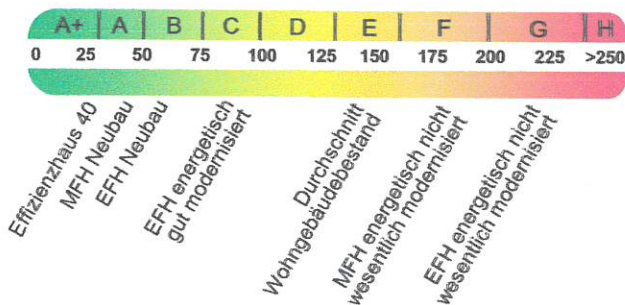 A+ A B C D E F G H
0 25 50 75 100 125 150 175 200 225 >250
Effizienzhaus 40
MFH Neubau
EFH Neubau
EFH energetisch
gut modernisiert
Durchschnitt
Wohngebäudebestand
MFH energetisch nicht
wesentlich modernisiert
EFH energetisch nicht
wesentlich modernisiert